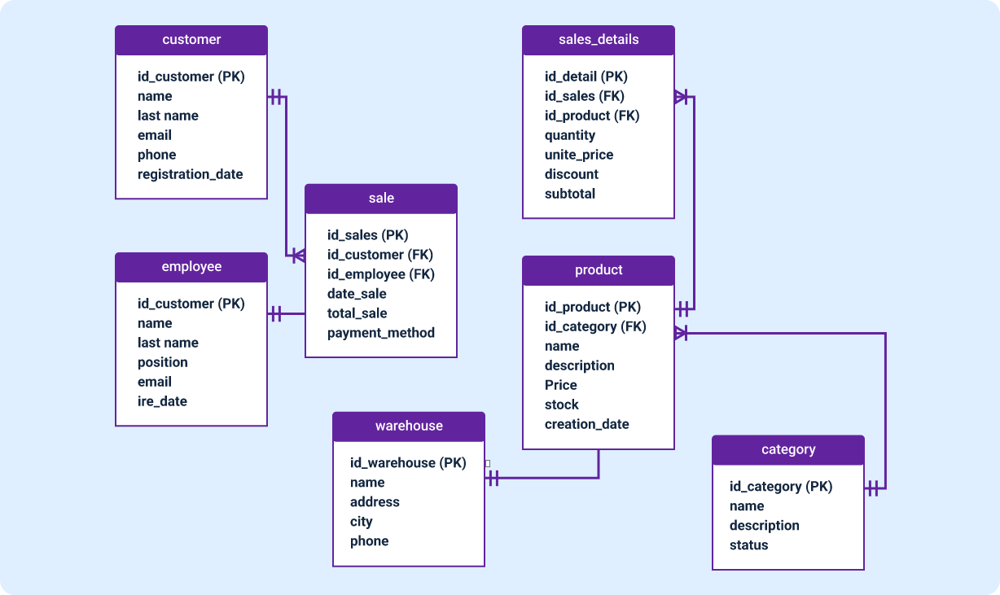 customer
id_customer (PK)
name
last name
email
phone
registration_date
sales_details
id_detail (PK)
id_sales (FK)
id_product (FK)
quantity
unite_price
discount
subtotal
sale
id_sales (PK)
id_customer (FK)
id_employee (FK)
date_sale
total_sale
payment_method
employee
id_customer (PK)
name
last name
position
email
ire_date
product
id_product (PK)
id_category (FK)
name
description
Price
stock
creation_date
warehouse
id_warehouse (PK)
name
address
city
phone
category
id_category (PK)
name
description
status